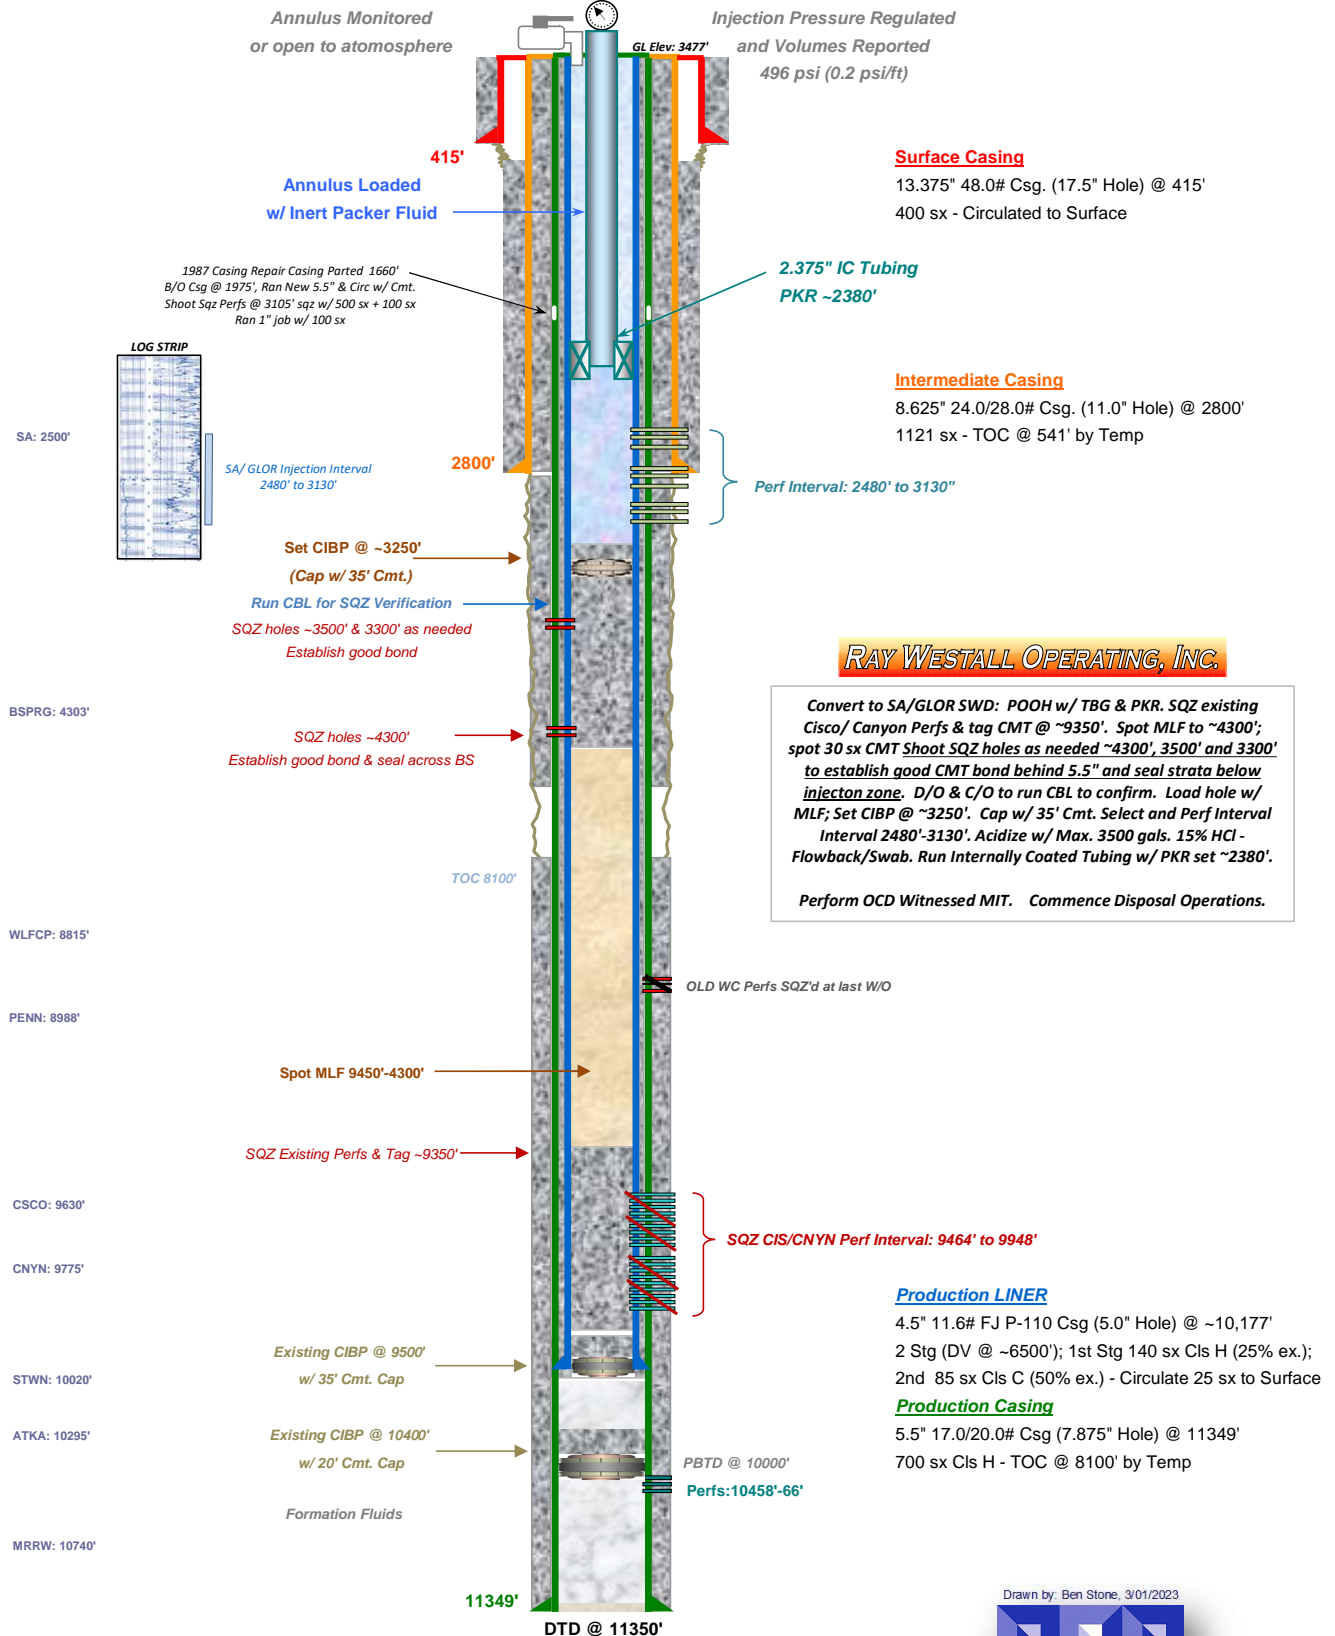 Annulus Monitored
or open to atomosphere
Injection Pressure Regulated
and Volumes Reported
496 psi (0.2 psi/ft)
GL Elev: 3477'
415'
Annulus Loaded
w/ Inert Packer Fluid
Surface Casing
13.375" 48.0# Csg. (17.5" Hole) @ 415'
400 sx - Circulated to Surface
1987 Casing Repair Casing Parted 1660'
B/O Csg @ 1975', Ran New 5.5" & Circ w/ Cmt.
Shoot Sqz Perfs @ 3105' sqz w/ 500 sx + 100 sx
Ran 1" job w/ 100 sx
2.375" IC Tubing
PKR ~2380'
LOG STRIP
Intermediate Casing
8.625" 24.0/28.0# Csg. (11.0" Hole) @ 2800'
1121 sx - TOC @ 541' by Temp
SA: 2500'
2800'
SA/ GLOR Injection Interval
2480' to 3130'
Perf Interval: 2480' to 3130"
Set CIBP @ ~3250'
(Cap w/ 35' Cmt.)
Run CBL for SQZ Verification
SQZ holes ~3500' & 3300' as needed
Establish good bond
RAY WESTALL OPERATING, INC.
BSPRG: 4303'
SQZ holes ~4300'
Establish good bond & seal across BS
Convert to SA/GLOR SWD: POOH w/ TBG & PKR. SQZ existing
Cisco/ Canyon Perfs & tag CMT @ ~9350'. Spot MLF to ~4300';
spot 30 sx CMT Shoot SQZ holes as needed ~4300', 3500' and 3300'
to establish good CMT bond behind 5.5" and seal strata below
injecton zone. D/O & C/O to run CBL to confirm. Load hole w/
MLF; Set CIBP @ ~3250'. Cap w/ 35' Cmt. Select and Perf Interval
Interval 2480'-3130'. Acidize w/ Max. 3500 gals. 15% HCl -
Flowback/Swab. Run Internally Coated Tubing w/ PKR set ~2380'.
Perform OCD Witnessed MIT. Commence Disposal Operations.
TOC 8100'
WLFCP: 8815'
OLD WC Perfs SQZ'd at last W/O
PENN: 8988'
Spot MLF 9450'-4300'
SQZ Existing Perfs & Tag ~9350'
CSCO: 9630'
SQZ CIS/CNYN Perf Interval: 9464' to 9948'
CNYN: 9775'
Production LINER
4.5" 11.6# FJ P-110 Csg (5.0" Hole) @ ~10,177'
2 Stg (DV @ ~6500'); 1st Stg 140 sx Cls H (25% ex.);
2nd 85 sx Cls C (50% ex.) - Circulate 25 sx to Surface
Existing CIBP @ 9500'
w/ 35' Cmt. Cap
STWN: 10020'
Production Casing
5.5" 17.0/20.0# Csg (7.875" Hole) @ 11349'
700 sx Cls H - TOC @ 8100' by Temp
ATKA: 10295'
Existing CIBP @ 10400'
w/ 20' Cmt. Cap
PBTD @ 10000'
Perfs:10458'-66'
Formation Fluids
MRRW: 10740'
11349'
DTD @ 11350'
Drawn by: Ben Stone, 3/01/2023